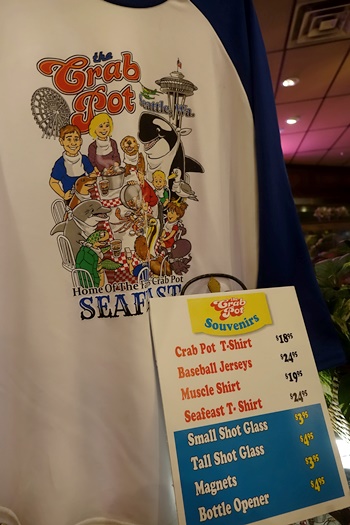 the
Crab
Pot
Seattle, Wa.
Home Of The Crab Pot
SEAFEAST
Crab
Pot
Souvenirs
Crab Pot T-Shirt $18.95
Baseball Jerseys $24.95
Muscle Shirt $19.95
Seafeast T-Shirt $24.95
Small Shot Glass $3.95
Tall Shot Glass $4.95
Magnets $3.95
Bottle Opener $4.95